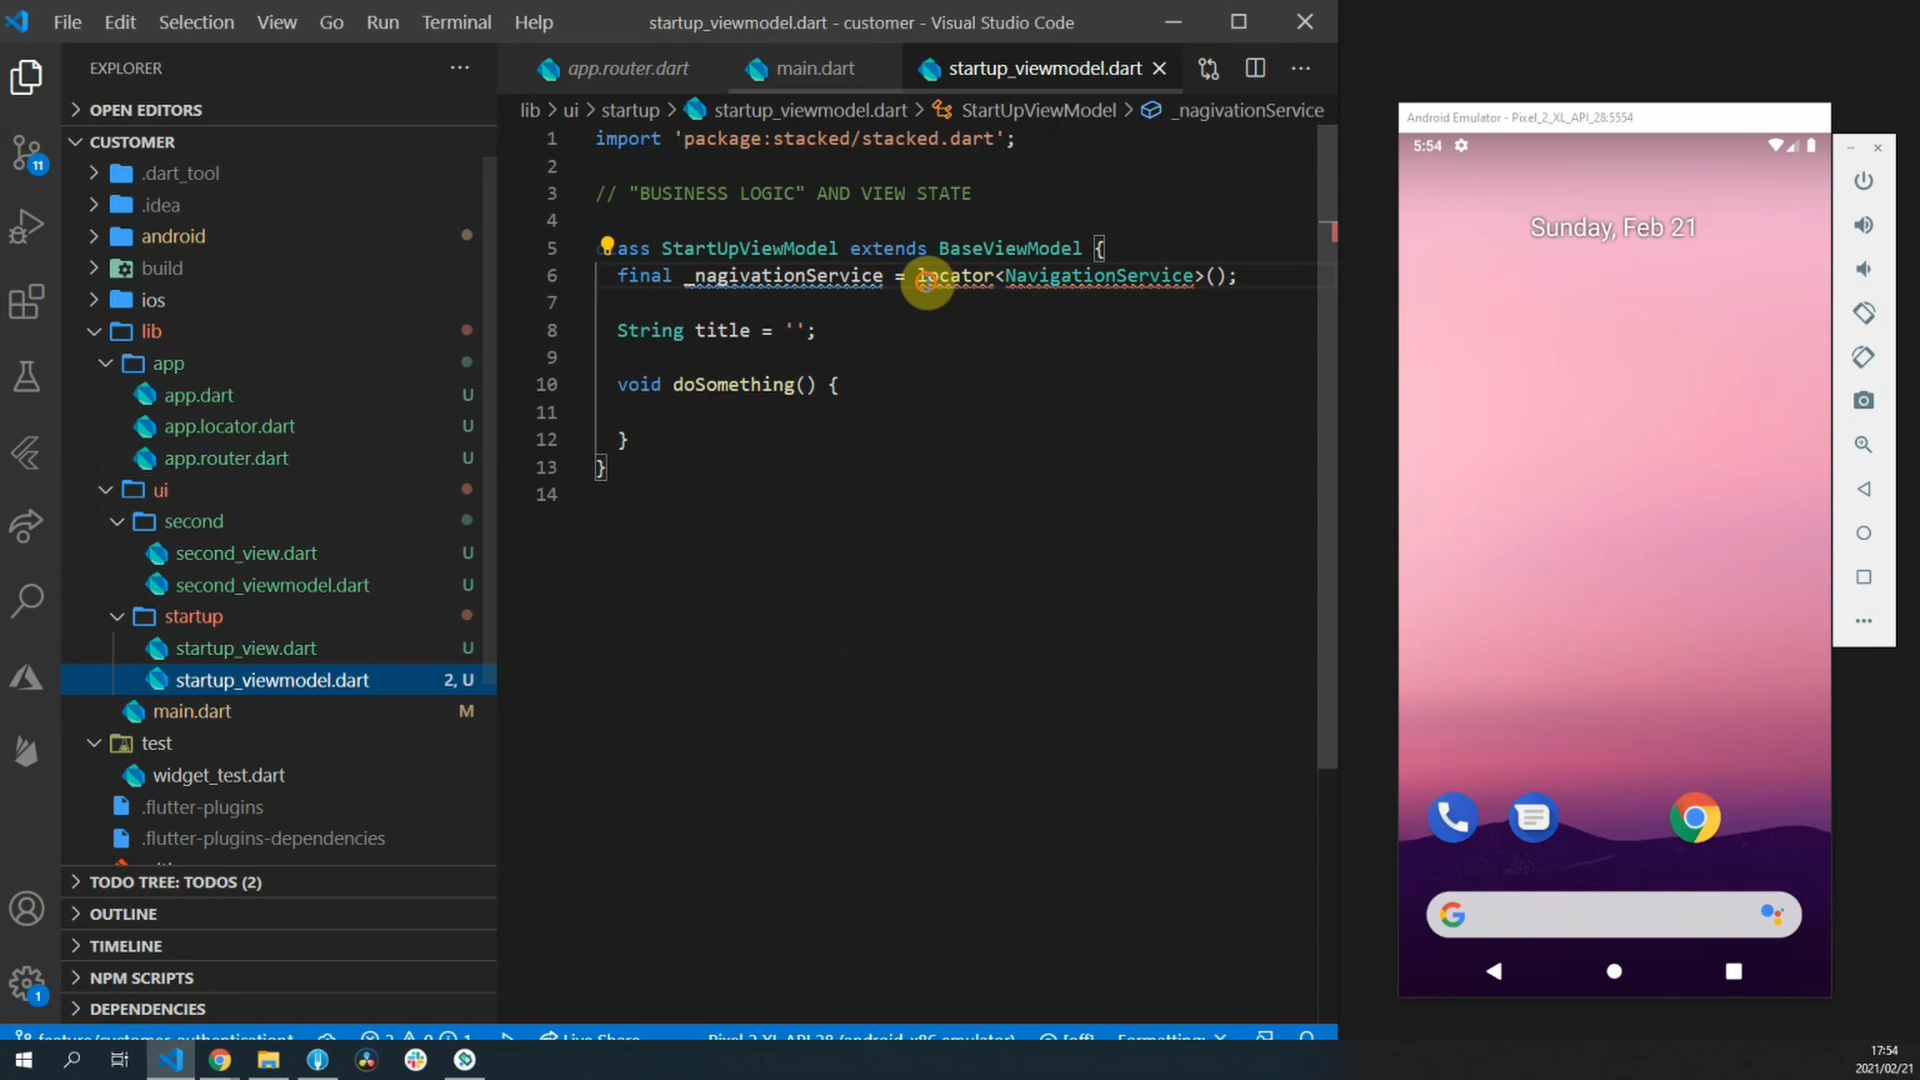 File Edit Selection View Go Run Terminal Help
startup_viewmodel.dart - customer - Visual Studio Code
EXPLORER
OPEN EDITORS
CUSTOMER
.dart_tool
.idea
android
build
ios
lib
app
app.dart U
app.locator.dart U
app.router.dart U
ui
second
second_view.dart U
second_viewmodel.dart U
startup
startup_view.dart U
startup_viewmodel.dart 2, U
main.dart M
test
widget_test.dart
.flutter-plugins
.flutter-plugins-dependencies
TODO TREE: TODOS (2)
OUTLINE
TIMELINE
NPM SCRIPTS
DEPENDENCIES
11
1
app.router.dart main.dart startup_viewmodel.dart
lib > ui > startup > startup_viewmodel.dart > StartUpViewModel > _nagivationService
1 import 'package:stacked/stacked.dart';
2
3 // "BUSINESS LOGIC" AND VIEW STATE
4
5 ass StartUpViewModel extends BaseViewModel {
6 final _nagivationService = locator<NavigationService>();
7
8 String title = '';
9
10 void doSomething() {
11
12 }
13 }
14
Android Emulator - Pixel_2_XL_API_28:5554
5:54
Sunday, Feb 21
17:54
2021/02/21